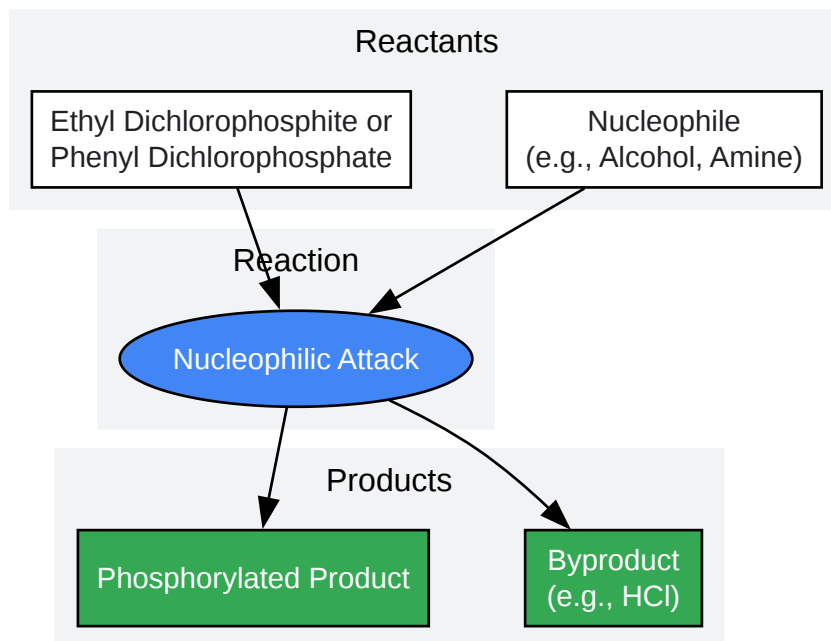 Reactants
Ethyl Dichlorophosphite or
Phenyl Dichlorophosphate
Nucleophile
(e.g., Alcohol, Amine)
Reaction
Nucleophilic Attack
Products
Phosphorylated Product
Byproduct
(e.g., HCl)